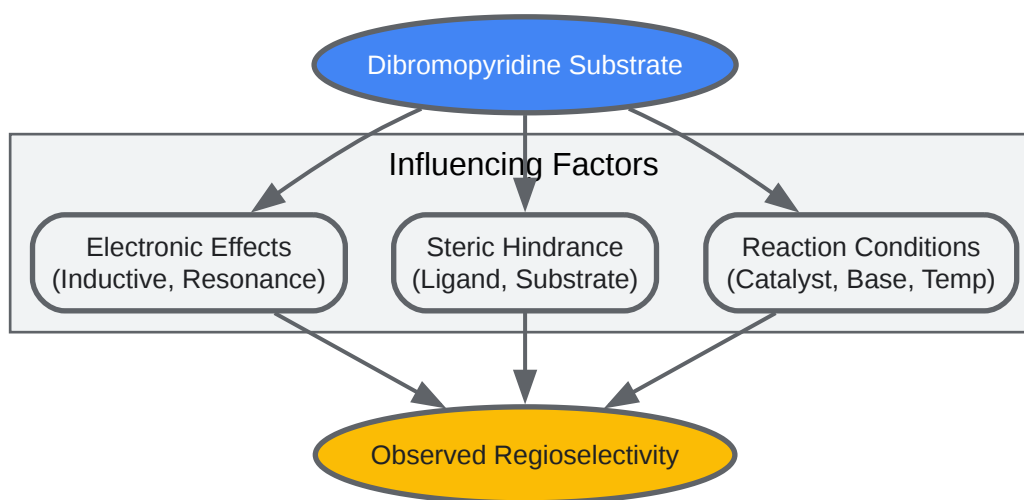 Dibromopyridine Substrate
Influencing Factors
Electronic Effects
(Inductive, Resonance)
Steric Hindrance
(Ligand, Substrate)
Reaction Conditions
(Catalyst, Base, Temp)
Observed Regioselectivity